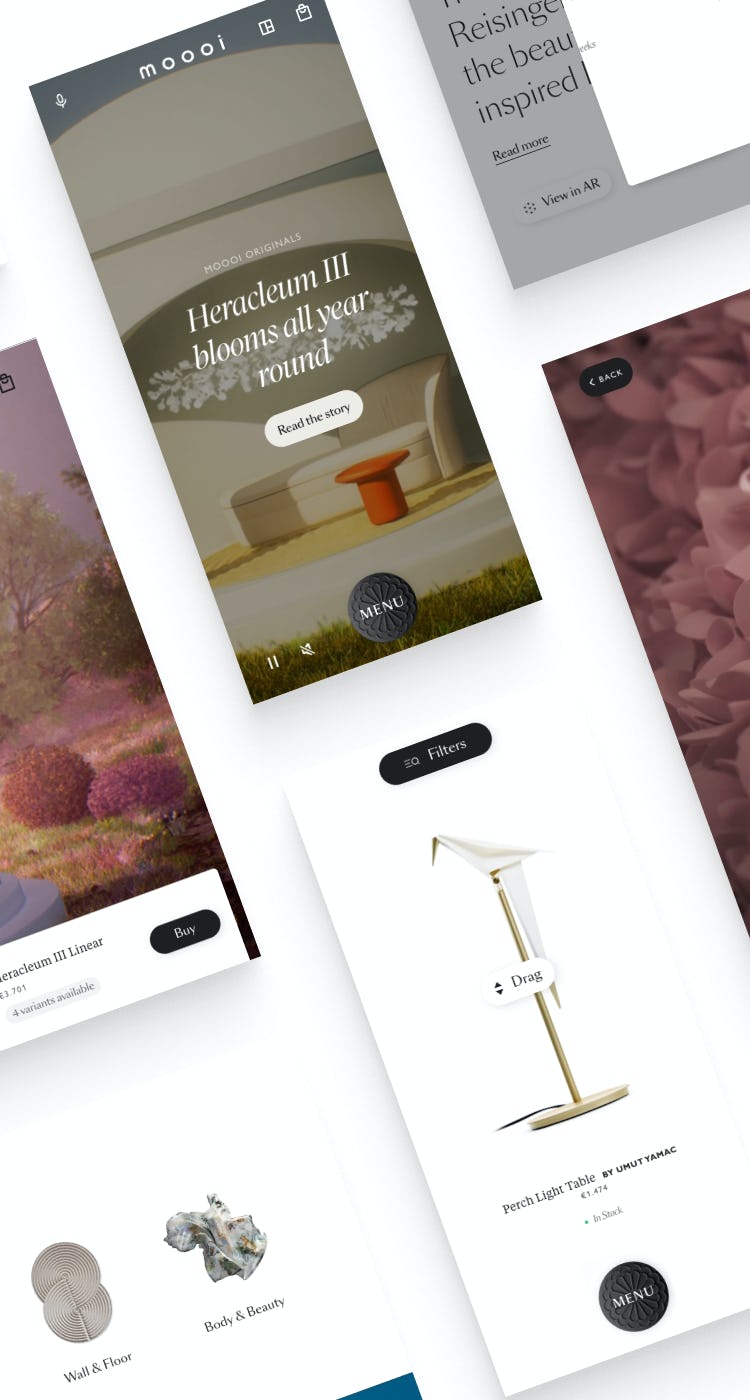 moooi
MOOOI ORIGINALS
Heracleum III
blooms all year
round
Read the story
MENU
Reisinge
the beau
inspired
Read more
View in AR
eeks
BACK
eracleum III Linear
€3.701
4 variants available
Buy
Filters
Drag
Perch Light Table BY UMUT YAMAC
€1.474
In Stock
MENU
Wall & Floor
Body & Beauty